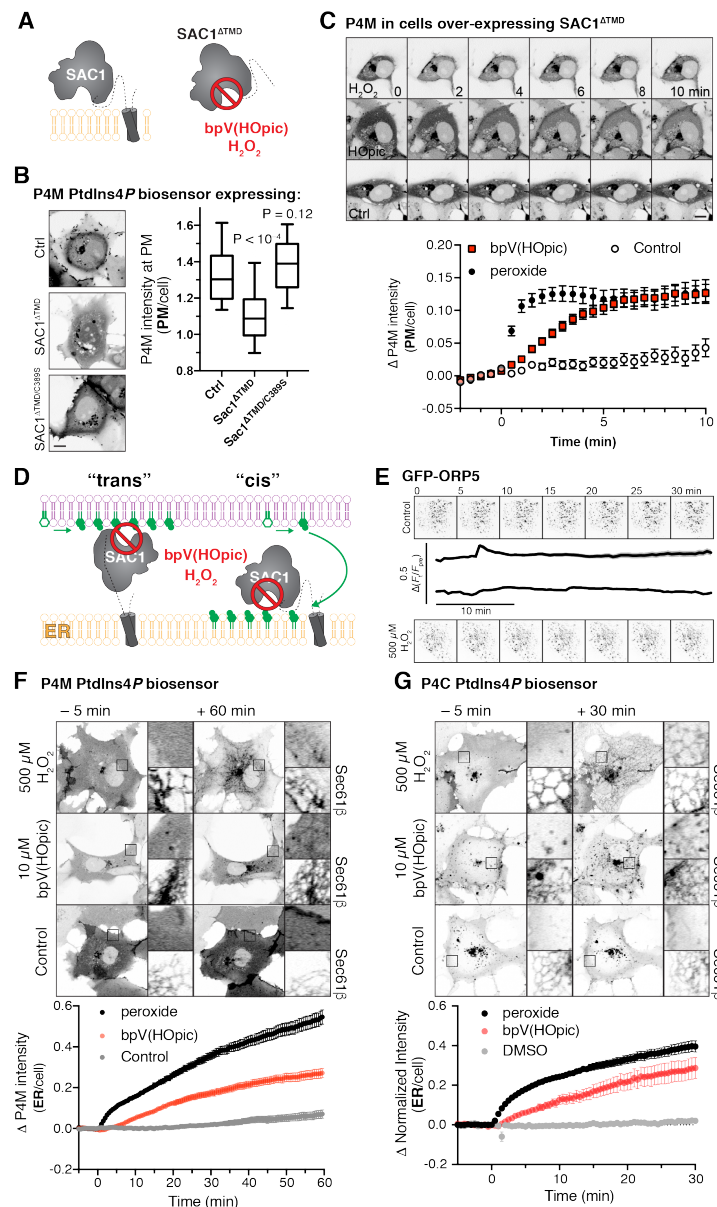 A
SAC1
SAC1ΔTMD
bpV(HOpic)
H2O2
B
P4M PtdIns4P biosensor expressing:
Ctrl
SAC1ΔTMD
SAC1ΔTMD/C389S
P4M intensity at PM
(PM/cell)
1.6
1.4
1.2
1.0
0.8
P < 10-4
P = 0.12
Ctrl
Sac1ΔTMD
Sac1ΔTMD/C389S
C
P4M in cells over-expressing SAC1ΔTMD
H2O2
0
2
4
6
8
10 min
HOpic
Ctrl
bpV(HOpic)
Control
peroxide
Δ P4M intensity
(PM/cell)
0.20
0.15
0.10
0.05
0.00
-0.05
0
5
10
Time (min)
D
"trans"
"cis"
SAC1
bpV(HOpic)
H2O2
SAC1
ER
E
GFP-ORP5
0
5
10
15
20
25
30 min
Control
0.5
Δ(Ft/Fpre)
10 min
500 µM
H2O2
F
P4M PtdIns4P biosensor
– 5 min
+ 60 min
500 µM
H2O2
10 µM
bpV(HOpic)
Control
Sec61β
Sec61β
Sec61β
peroxide
bpV(HOpic)
Control
Δ P4M intensity
(ER/cell)
0.6
0.4
0.2
0.0
-0.2
0
10
20
30
40
50
60
Time (min)
G
P4C PtdIns4P biosensor
– 5 min
+ 30 min
500 µM
H2O2
10 µM
bpV(HOpic)
Control
peroxide
bpV(HOpic)
DMSO
Δ Normalized Intensity
(ER/cell)
0.6
0.4
0.2
0.0
-0.2
0
10
20
30
Time (min)